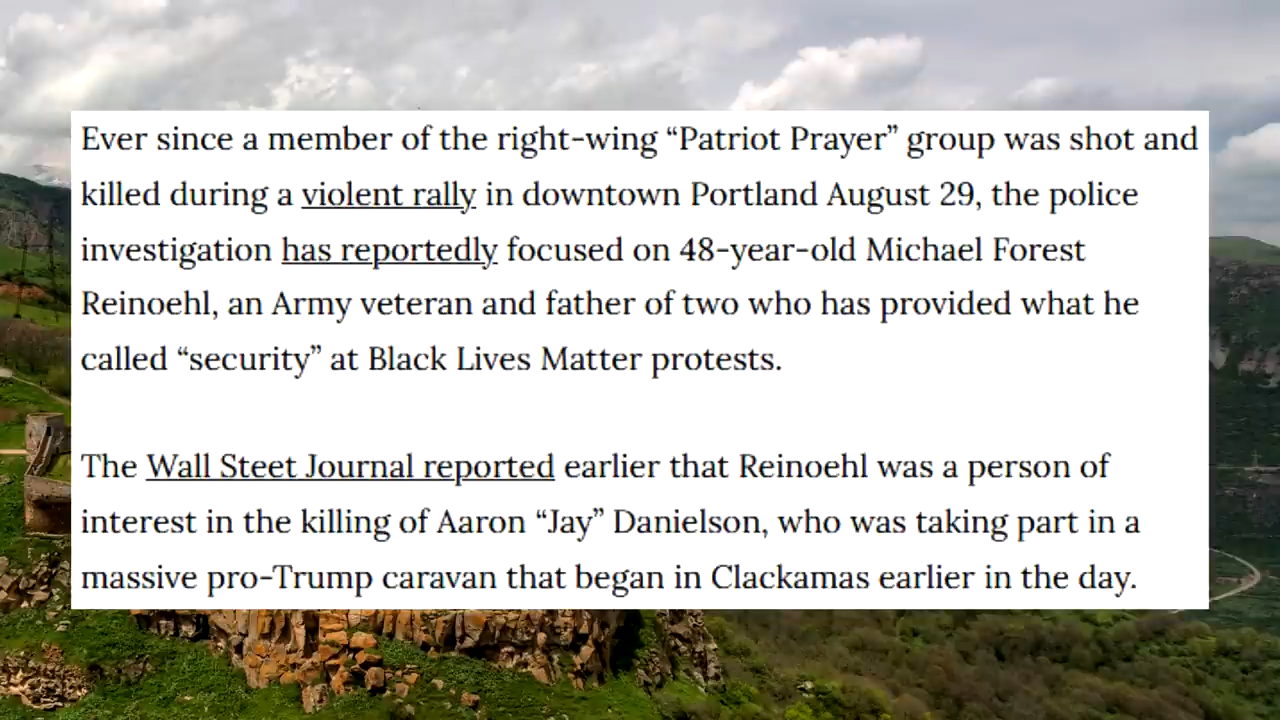 Ever since a member of the right-wing “Patriot Prayer” group was shot and
killed during a violent rally in downtown Portland August 29, the police
investigation has reportedly focused on 48-year-old Michael Forest
Reinoehl, an Army veteran and father of two who has provided what he
called “security” at Black Lives Matter protests.
The Wall Steet Journal reported earlier that Reinoehl was a person of
interest in the killing of Aaron “Jay” Danielson, who was taking part in a
massive pro-Trump caravan that began in Clackamas earlier in the day.